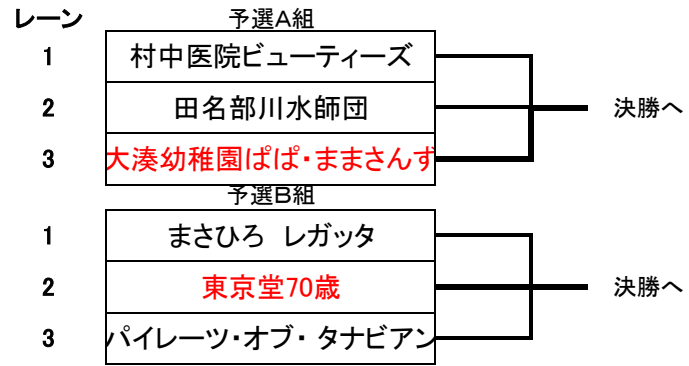 レーン 予選A組
1 村中医院ビューティーズ
2 田名部川水師団 決勝へ
3 大湊幼稚園ぱぱ・ままさんず
予選B組
1 まさひろ レガッタ
2 東京堂70歳 決勝へ
3 パイレーツ・オブ・ タナビアン